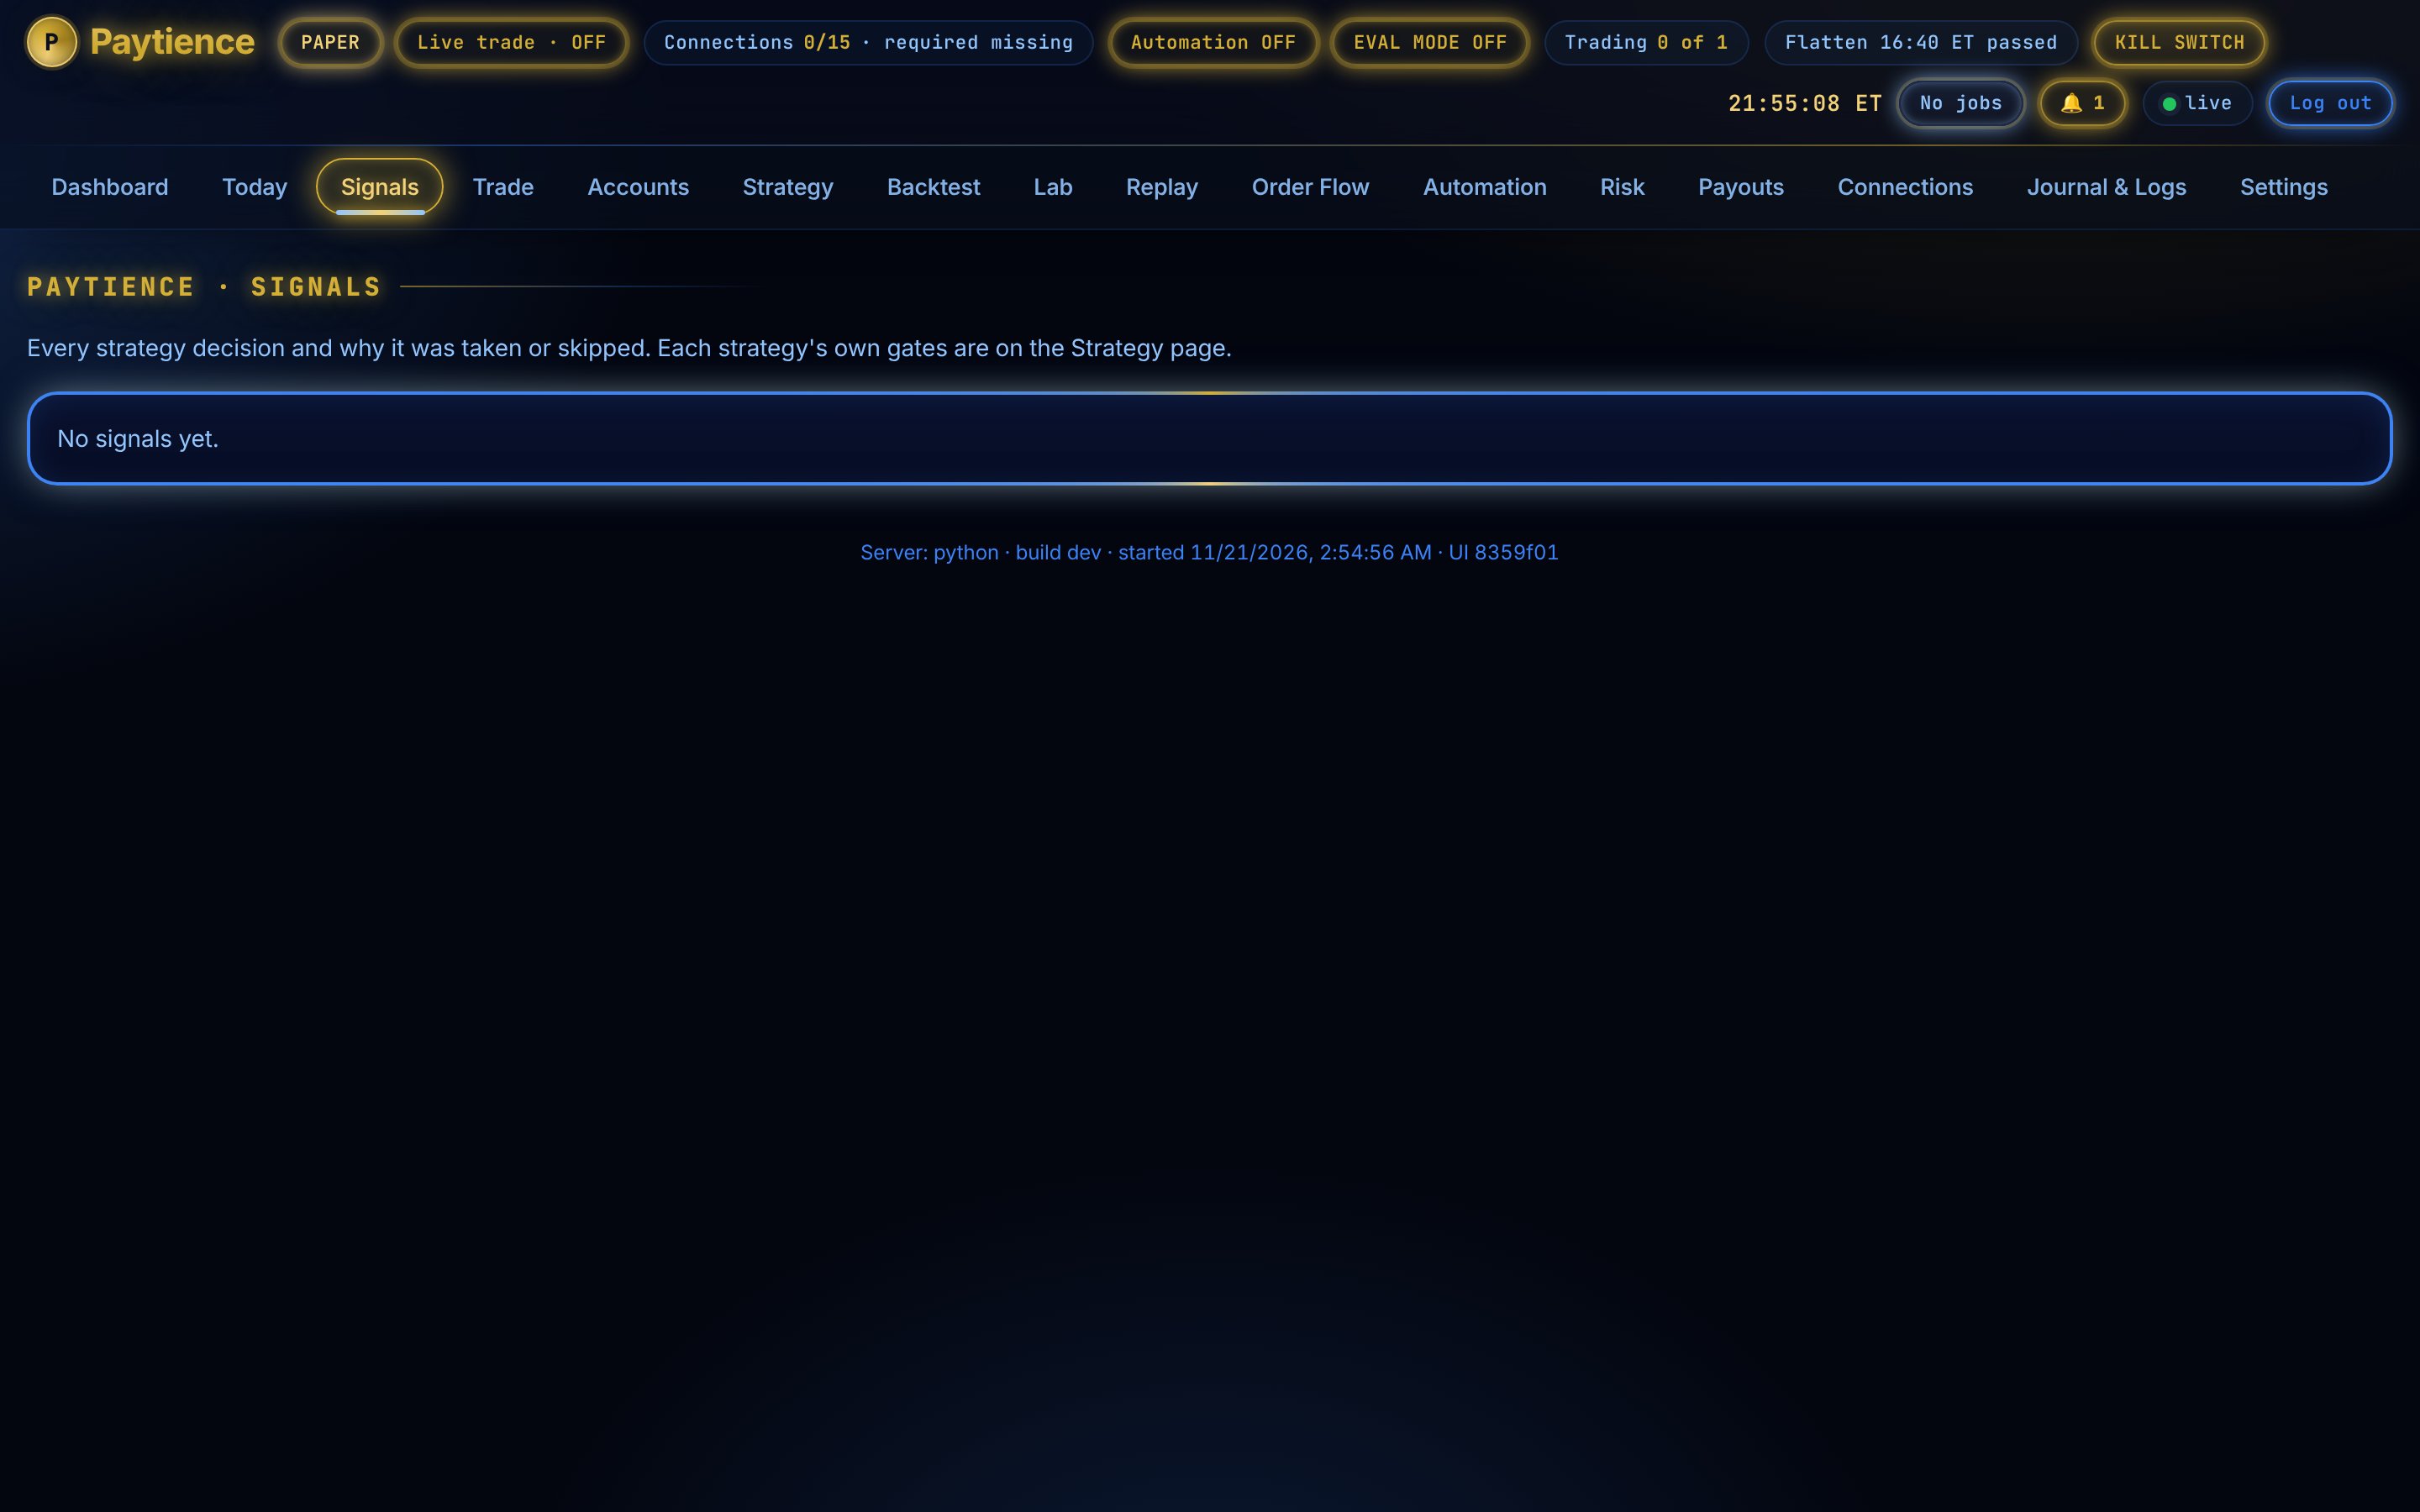 P Paytience PAPER Live trade · OFF Connections 0/15 · required missing Automation OFF EVAL MODE OFF Trading 0 of 1 Flatten 16:40 ET passed KILL SWITCH
21:55:08 ET No jobs 🔔 1 live Log out
Dashboard Today Signals Trade Accounts Strategy Backtest Lab Replay Order Flow Automation Risk Payouts Connections Journal & Logs Settings
PAYTIENCE · SIGNALS
Every strategy decision and why it was taken or skipped. Each strategy's own gates are on the Strategy page.
No signals yet.
Server: python · build dev · started 11/21/2026, 2:54:56 AM · UI 8359f01